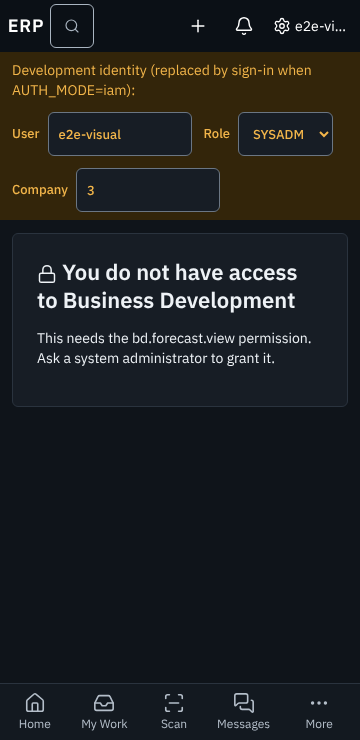 ERP
e2e-vi...
Development identity (replaced by sign-in when
AUTH_MODE=iam):
User e2e-visual Role SYSADM
Company 3
You do not have access
to Business Development
This needs the bd.forecast.view permission.
Ask a system administrator to grant it.
Home My Work Scan Messages More